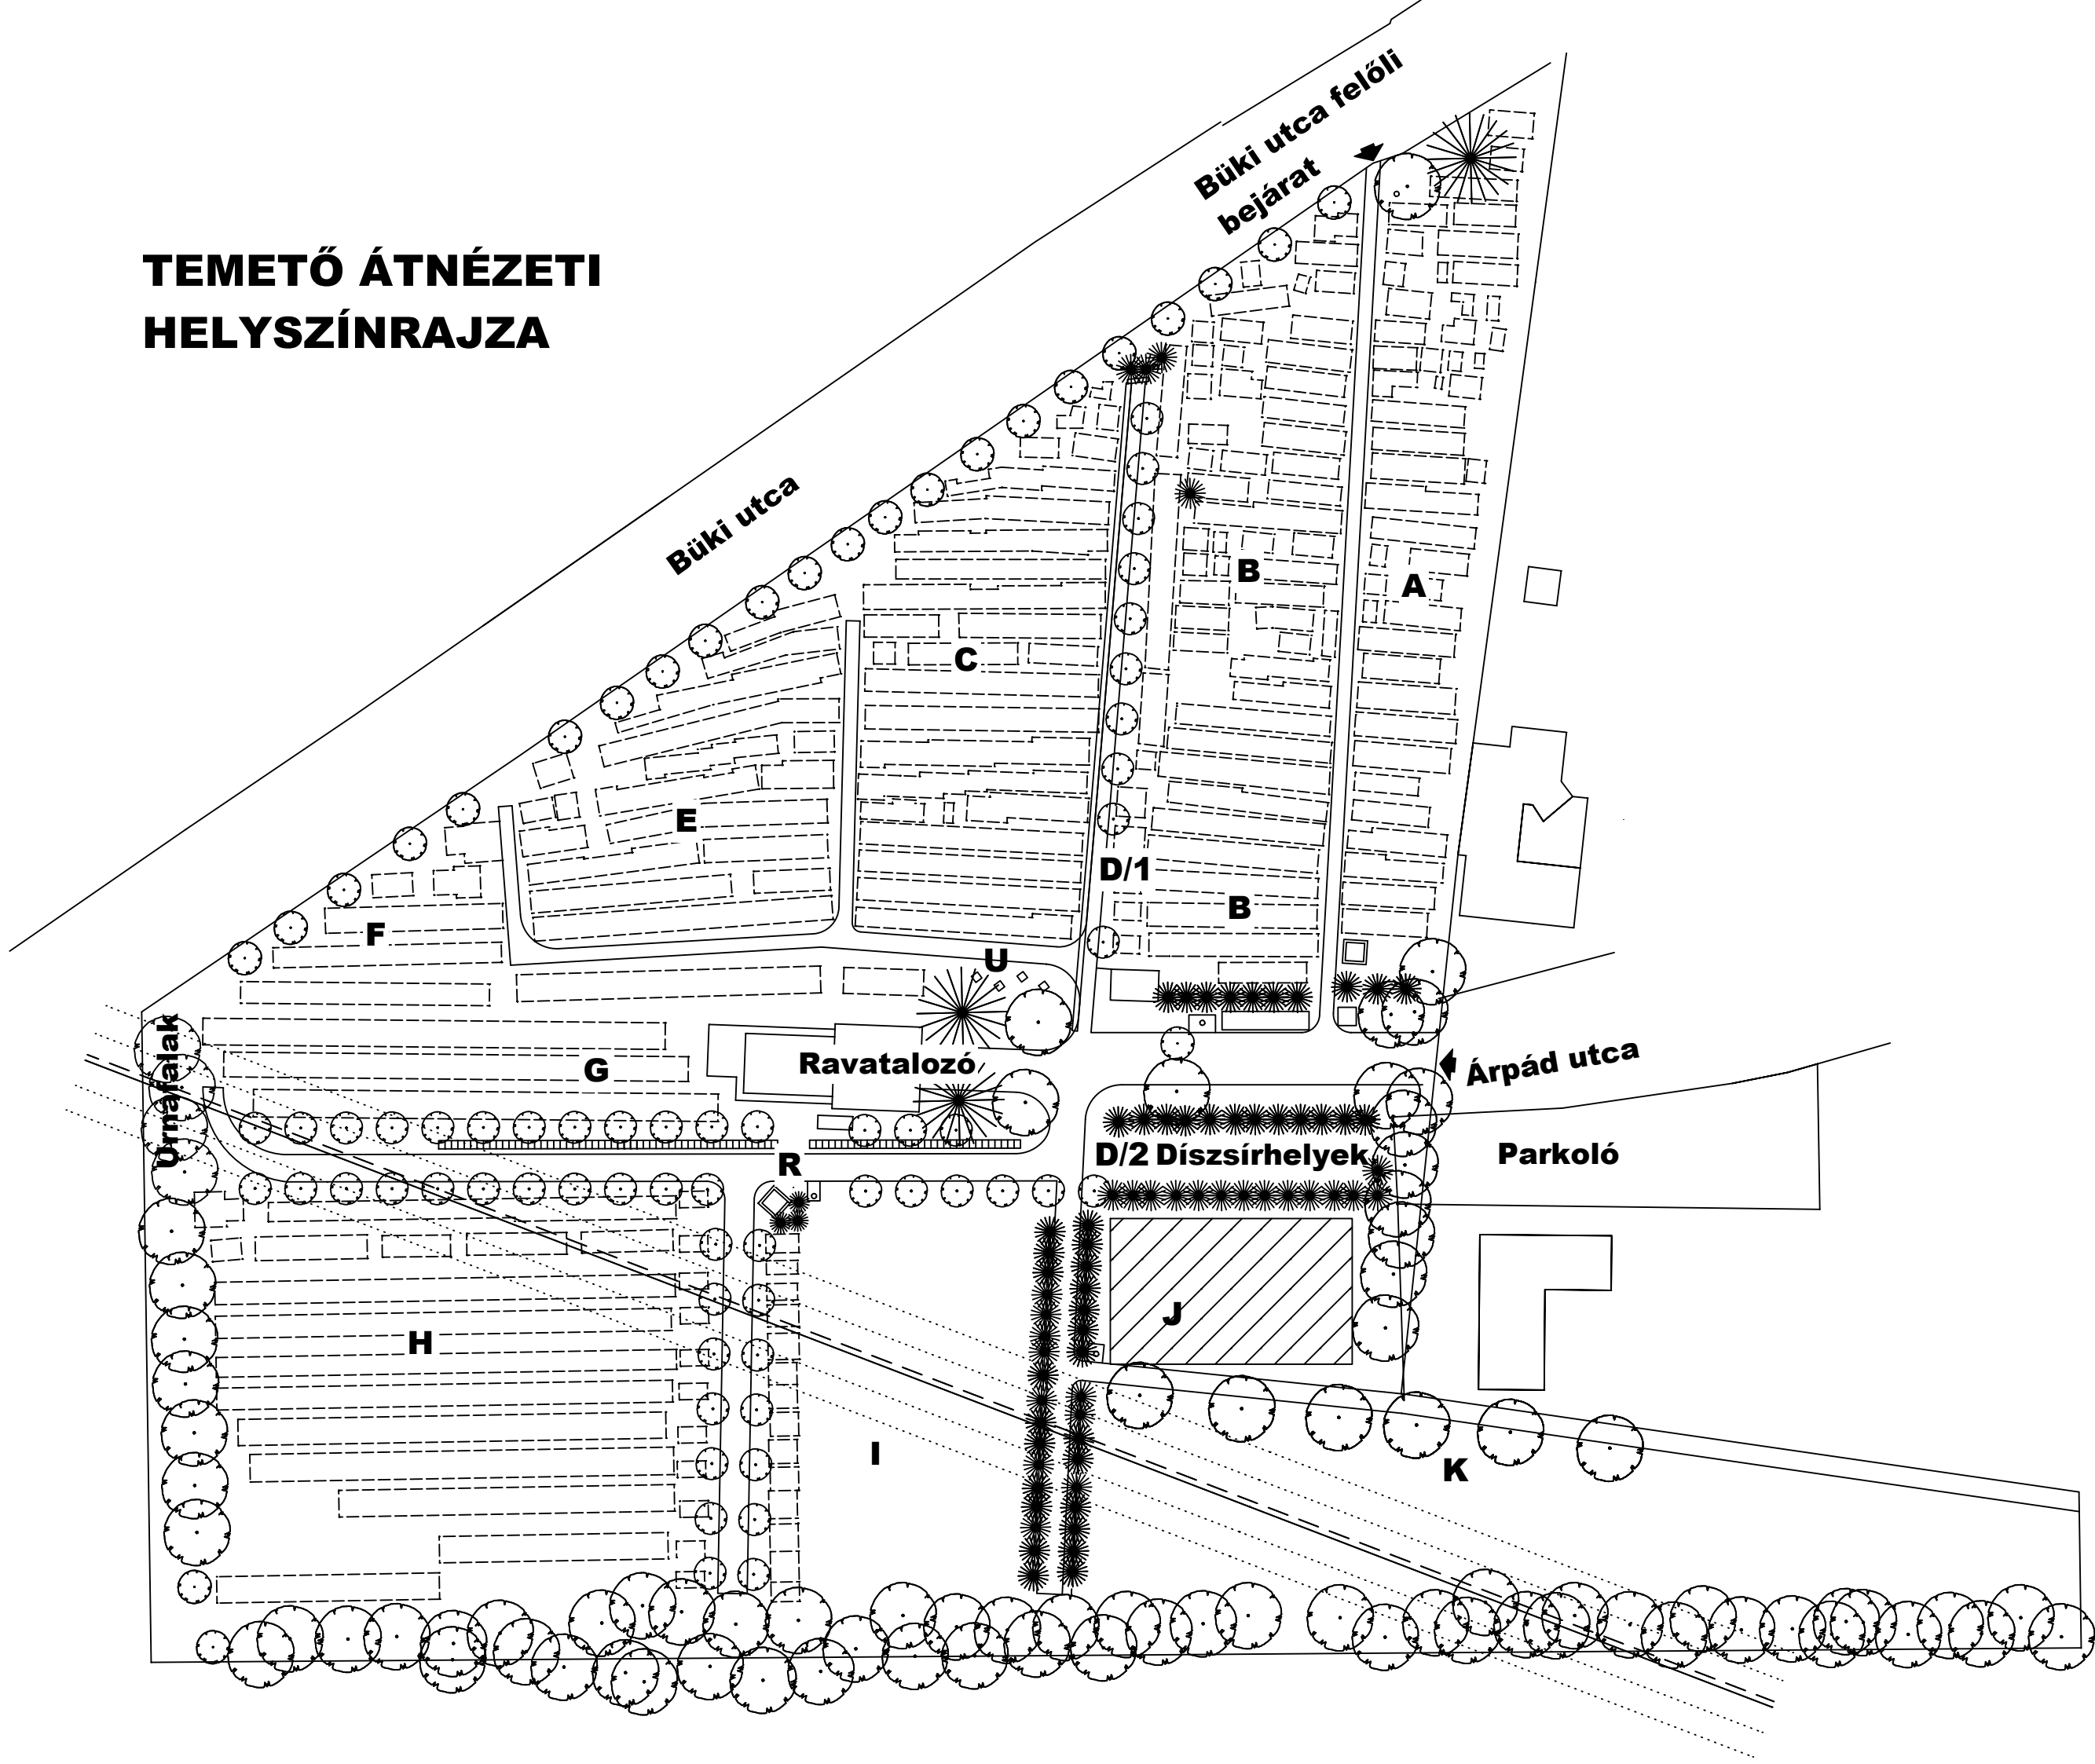 Büki utca felőli
bejárat
TEMETŐ ÁTNÉZETI
HELYSZÍNRAJZA
Büki utca
B
A
C
E
D/1
B
F
U
Urnafalak
G
Ravatalozó
Árpád utca
R
D/2 Díszsírhelyek
Parkoló
H
J
I
K